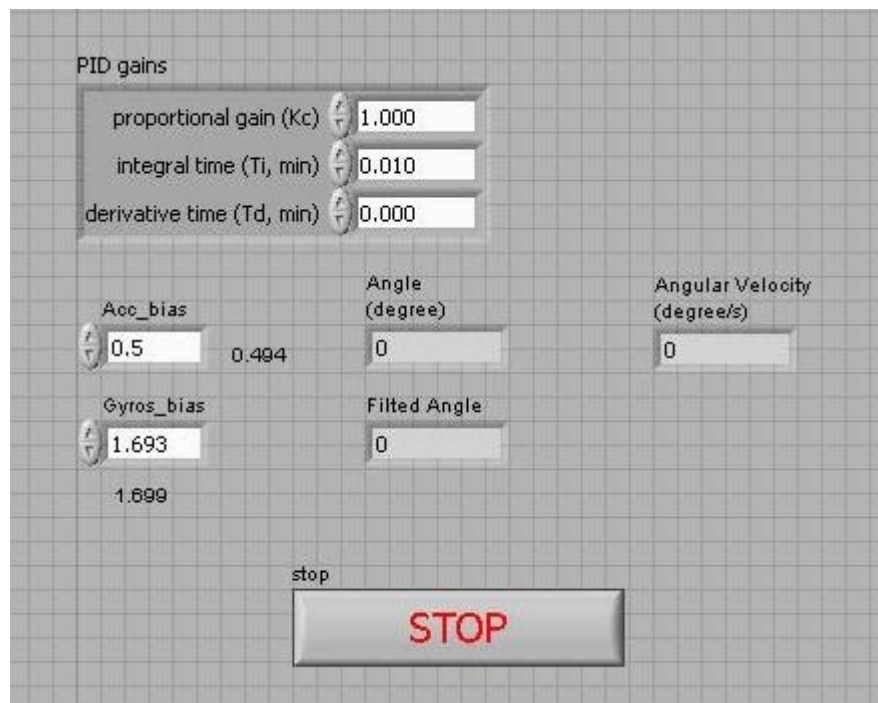 PID gains
proportional gain (Kc) 1.000
integral time (Ti, min) 0.010
derivative time (Td, min) 0.000
Angle
(degree)
Angular Velocity
(degree/s)
Acc_bias
0.5 0.494
0
0
Gyros_bias
Filted Angle
1.693
0
1.699
stop
STOP